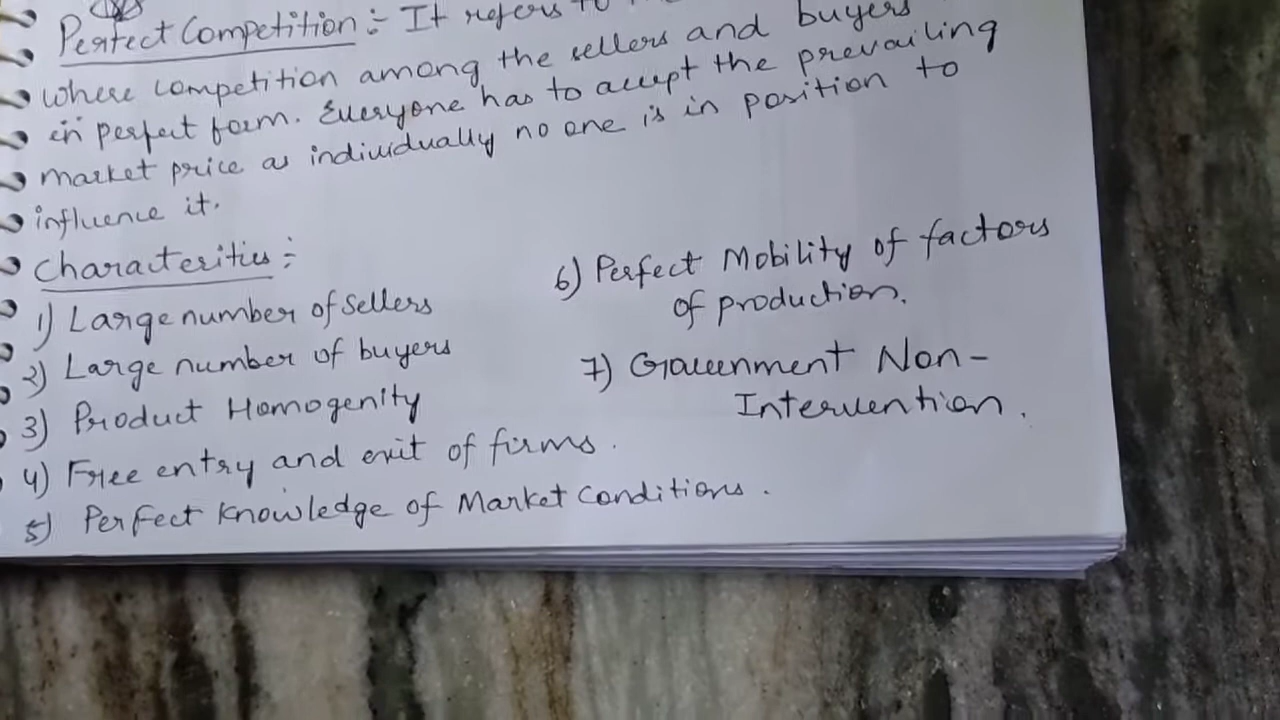 Perfect Competition :- It refers to
where competition among the sellers and buyers
in perfect form. Everyone has to accept the prevailing
market price as individually no one is in position to
influence it.
Characterities :-
1) Large number of Sellers
2) Large number of buyers
3) Product Homogenity
4) Free entry and exit of firms.
5) Perfect Knowledge of Market Conditions.
6) Perfect Mobility of factors
of production.
7) Government Non-
Intervention.